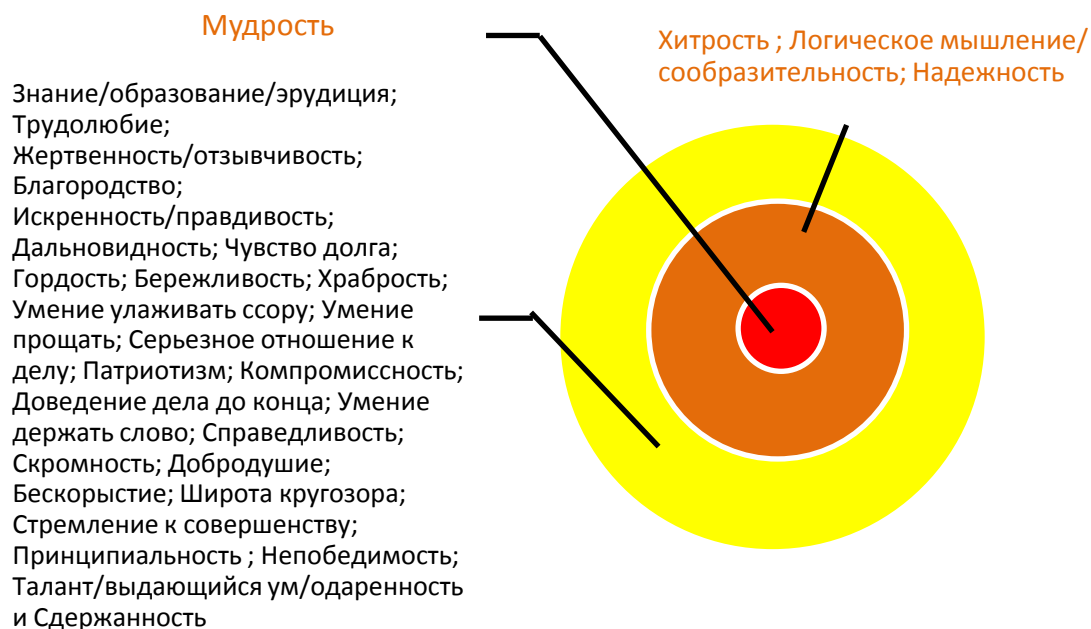 Мудрость
Хитрость ; Логическое мышление/
сообразительность; Надежность
Знание/образование/эрудиция;
Трудолюбие;
Жертвенность/отзывчивость;
Благородство;
Искренность/правдивость;
Дальновидность; Чувство долга;
Гордость; Бережливость; Храбрость;
Умение улаживать ссору; Умение
прощать; Серьезное отношение к
делу; Патриотизм; Компромиссность;
Доведение дела до конца; Умение
держать слово; Справедливость;
Скромность; Добродушие;
Бескорыстие; Широта кругозора;
Стремление к совершенству;
Принципиальность ; Непобедимость;
Талант/выдающийся ум/одаренность
и Сдержанность